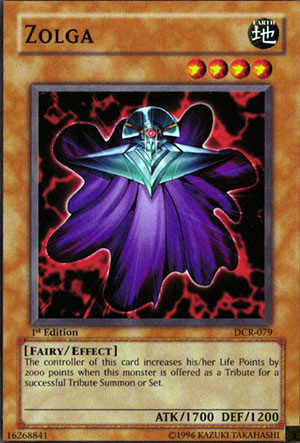 ZOLGA
EARTH
地
1st Edition
DCR-079
[FAIRY/EFFECT]
The controller of this card increases his/her Life Points by
2000 points when this monster is offered as a Tribute for a
successful Tribute Summon or Set.
ATK/1700 DEF/1200
16268841
©1996 KAZUKI TAKAHASHI